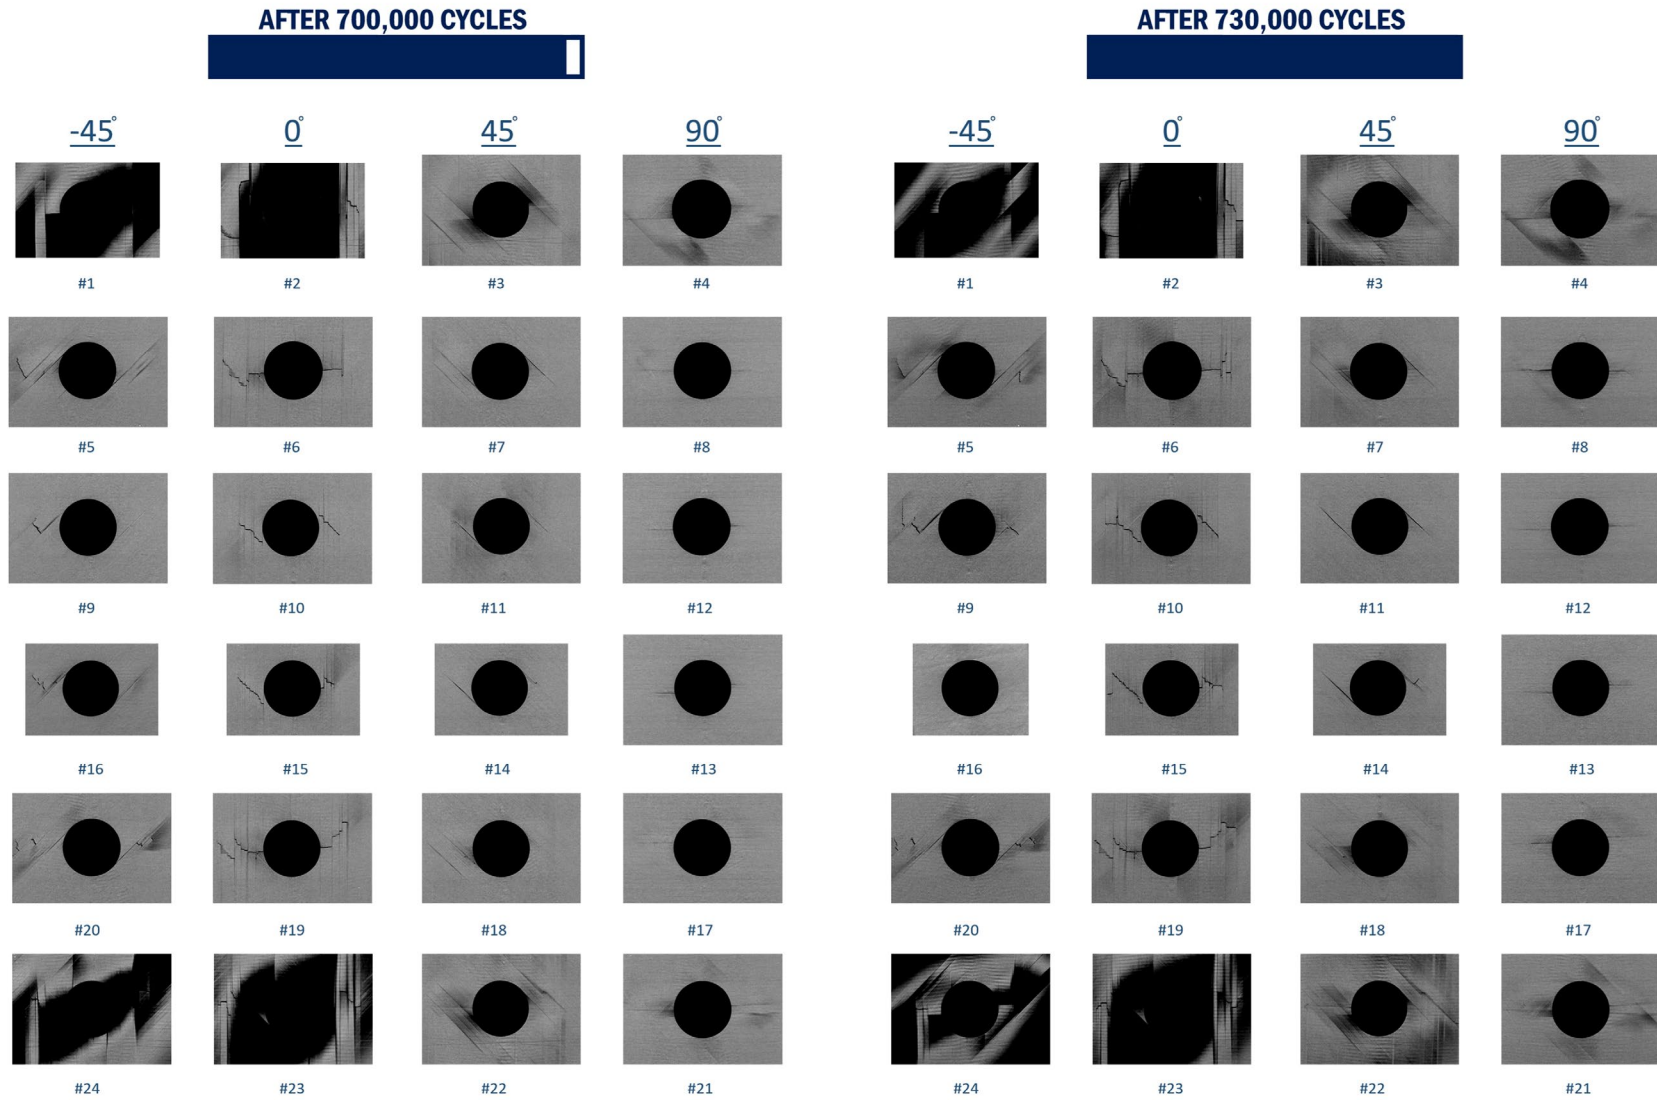 AFTER 700,000 CYCLES AFTER 730,000 CYCLES
-45° 0° 45° 90° -45° 0° 45° 90°
#1 #2 #3 #4 #1 #2 #3 #4
#5 #6 #7 #8 #5 #6 #7 #8
#9 #10 #11 #12 #9 #10 #11 #12
#16 #15 #14 #13 #16 #15 #14 #13
#20 #19 #18 #17 #20 #19 #18 #17
#24 #23 #22 #21 #24 #23 #22 #21